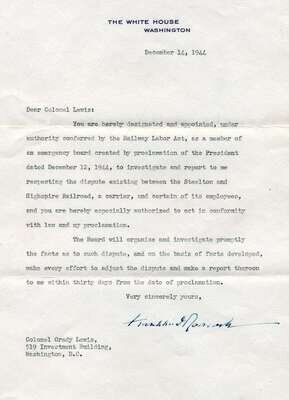 THE WHITE HOUSE
WASHINGTON
December 14, 1944
Dear Colonel Lewis:
You are hereby designated and appointed, under
authority conferred by the Railway Labor Act, as a member of
an emergency board created by proclamation of the President
dated December 12, 1944, to investigate and report to me
respecting the dispute existing between the Steelton and
Highspire Railroad, a carrier, and certain of its employees,
and you are hereby especially authorized to act in conformity
with law and my proclamation.
The Board will organize and investigate promptly
the facts as to such dispute, and on the basis of facts developed,
make every effort to adjust the dispute and make a report thereon
to me within thirty days from the date of proclamation.
Very sincerely yours,
Franklin D Roosevelt
Colonel Grady Lewis,
519 Investment Building,
Washington, D.C.